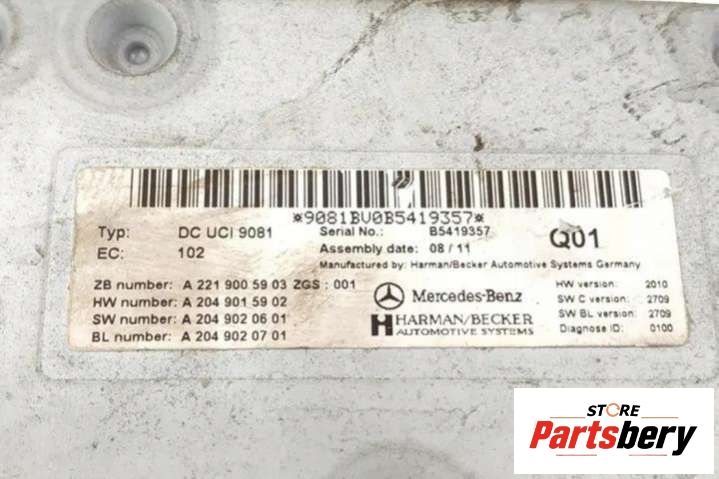 *9081BV0B5419357*
Typ: DC UCI 9081 Serial No.: B5419357 Q01
EC: 102 Assembly date: 08/11
Manufactured by: Harman/Becker Automotive Systems Germany
ZB number: A 221 900 59 03 ZGS : 001
HW number: A 204 901 59 02
SW number: A 204 902 06 01
BL number: A 204 902 07 01
Mercedes-Benz
HARMAN/BECKER
AUTOMOTIVE SYSTEMS
HW version: 2010
SW C version: 2709
SW BL version: 2709
Diagnose ID: 0100
STORE
Partsbery